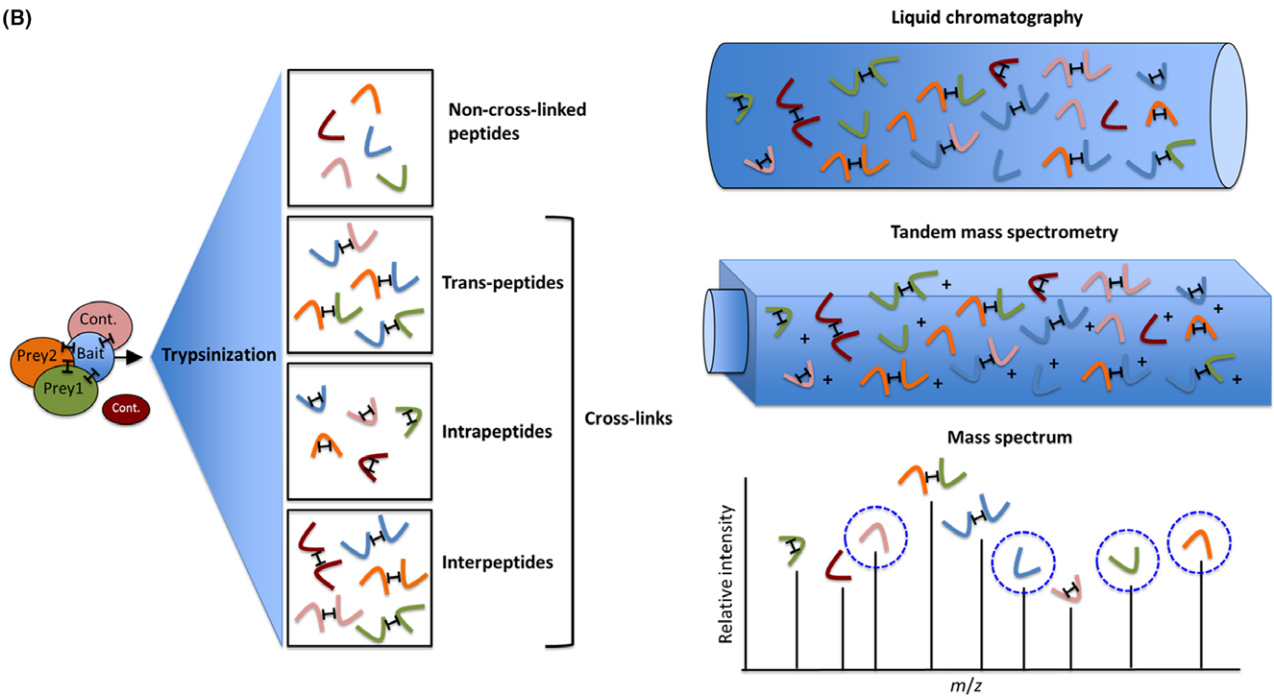 (B)
Non-cross-linked
peptides
Trans-peptides
Cont.
Prey2
Bait
Prey1
Cont.
Trypsinization
Intrapeptides
Cross-links
Interpeptides
Liquid chromatography
Tandem mass spectrometry
+
+
+
+
+
+
+
+
+
+
+
+
Mass spectrum
Relative intensity
m/z